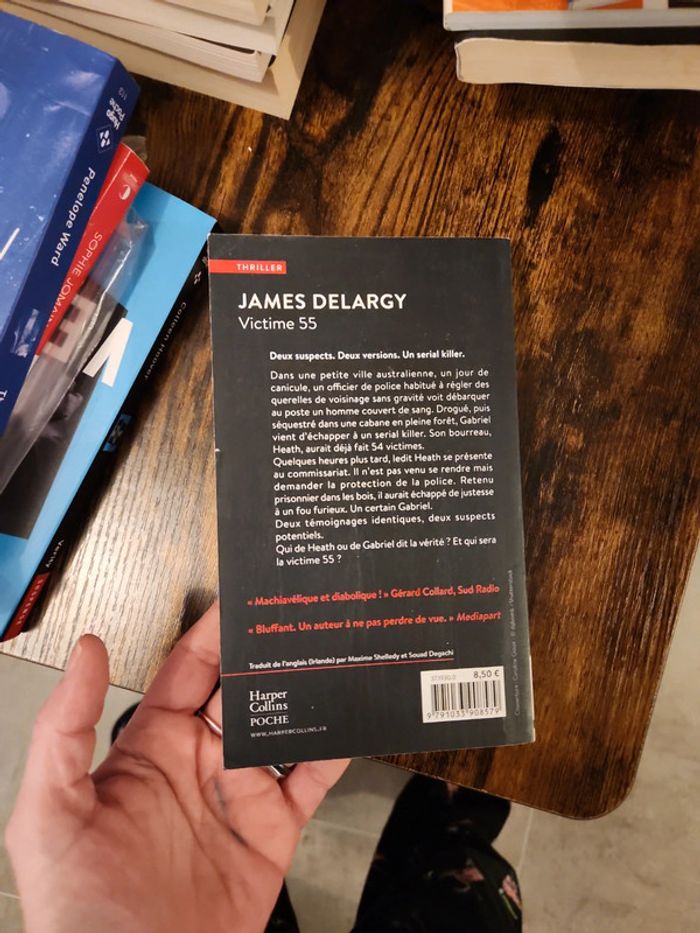 Hugo
Poche
Penelope Ward
SOPHIE JOMAIN
Colleen Hoover
Verity
THRILLER
JAMES DELARGY
Victime 55
Deux suspects. Deux versions. Un serial killer.
Dans une petite ville australienne, un jour de
canicule, un officier de police habitué à régler des
querelles de voisinage sans gravité voit débarquer
au poste un homme couvert de sang. Drogué, puis
séquestré dans une cabane en pleine forêt, Gabriel
vient d'échapper à un serial killer. Son bourreau,
Heath, aurait déjà fait 54 victimes.
Quelques heures plus tard, ledit Heath se présente
au commissariat. Il n'est pas venu se rendre mais
demander la protection de la police. Retenu
prisonnier dans les bois, il aurait échappé de justesse
à un fou furieux. Un certain Gabriel.
Deux témoignages identiques, deux suspects
potentiels.
Qui de Heath ou de Gabriel dit la vérité ? Et qui sera
la victime 55 ?
« Machiavélique et diabolique ! » Gérard Collard, Sud Radio
« Bluffant. Un auteur à ne pas perdre de vue. » Mediapart
Traduit de l'anglais (Irlande) par Maxime Shelledy et Souad Degachi
Harper
Collins
POCHE
WWW.HARPERCOLLINS.FR
8,50 €
9 791033 908579